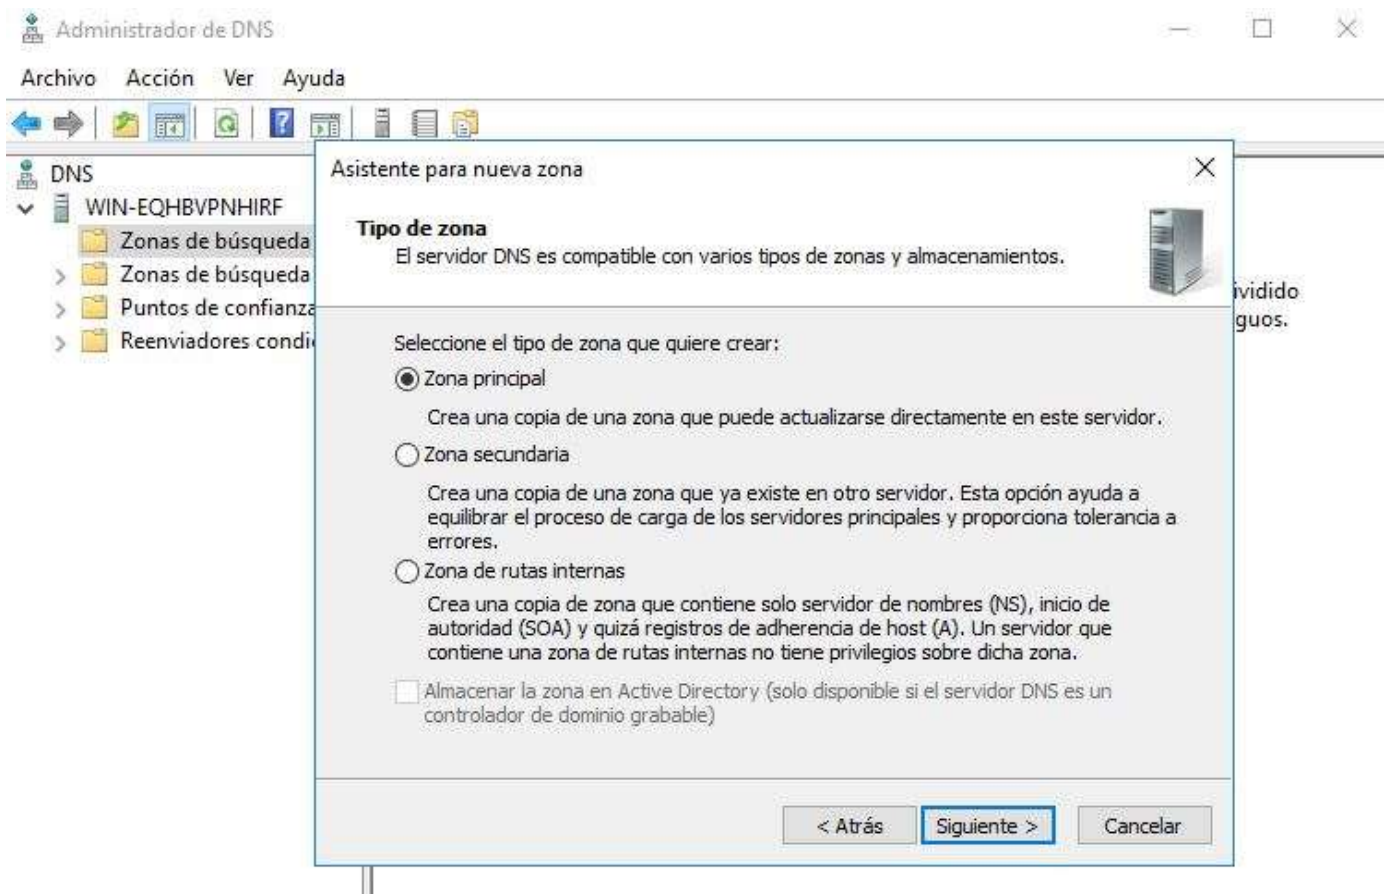 Administrador de DNS
Archivo Acción Ver Ayuda
DNS
WIN-EQHBVPNHIRF
Zonas de búsqueda
Zonas de búsqueda
Puntos de confianza
Reenviadores condi
Asistente para nueva zona
Tipo de zona
El servidor DNS es compatible con varios tipos de zonas y almacenamientos.
Seleccione el tipo de zona que quiere crear:
Zona principal
Crea una copia de una zona que puede actualizarse directamente en este servidor.
Zona secundaria
Crea una copia de una zona que ya existe en otro servidor. Esta opción ayuda a
equilibrar el proceso de carga de los servidores principales y proporciona tolerancia a
errores.
Zona de rutas internas
Crea una copia de zona que contiene solo servidor de nombres (NS), inicio de
autoridad (SOA) y quizá registros de adherencia de host (A). Un servidor que
contiene una zona de rutas internas no tiene privilegios sobre dicha zona.
Almacenar la zona en Active Directory (solo disponible si el servidor DNS es un
controlador de dominio grabable)
< Atrás Siguiente > Cancelar
ividido
guos.